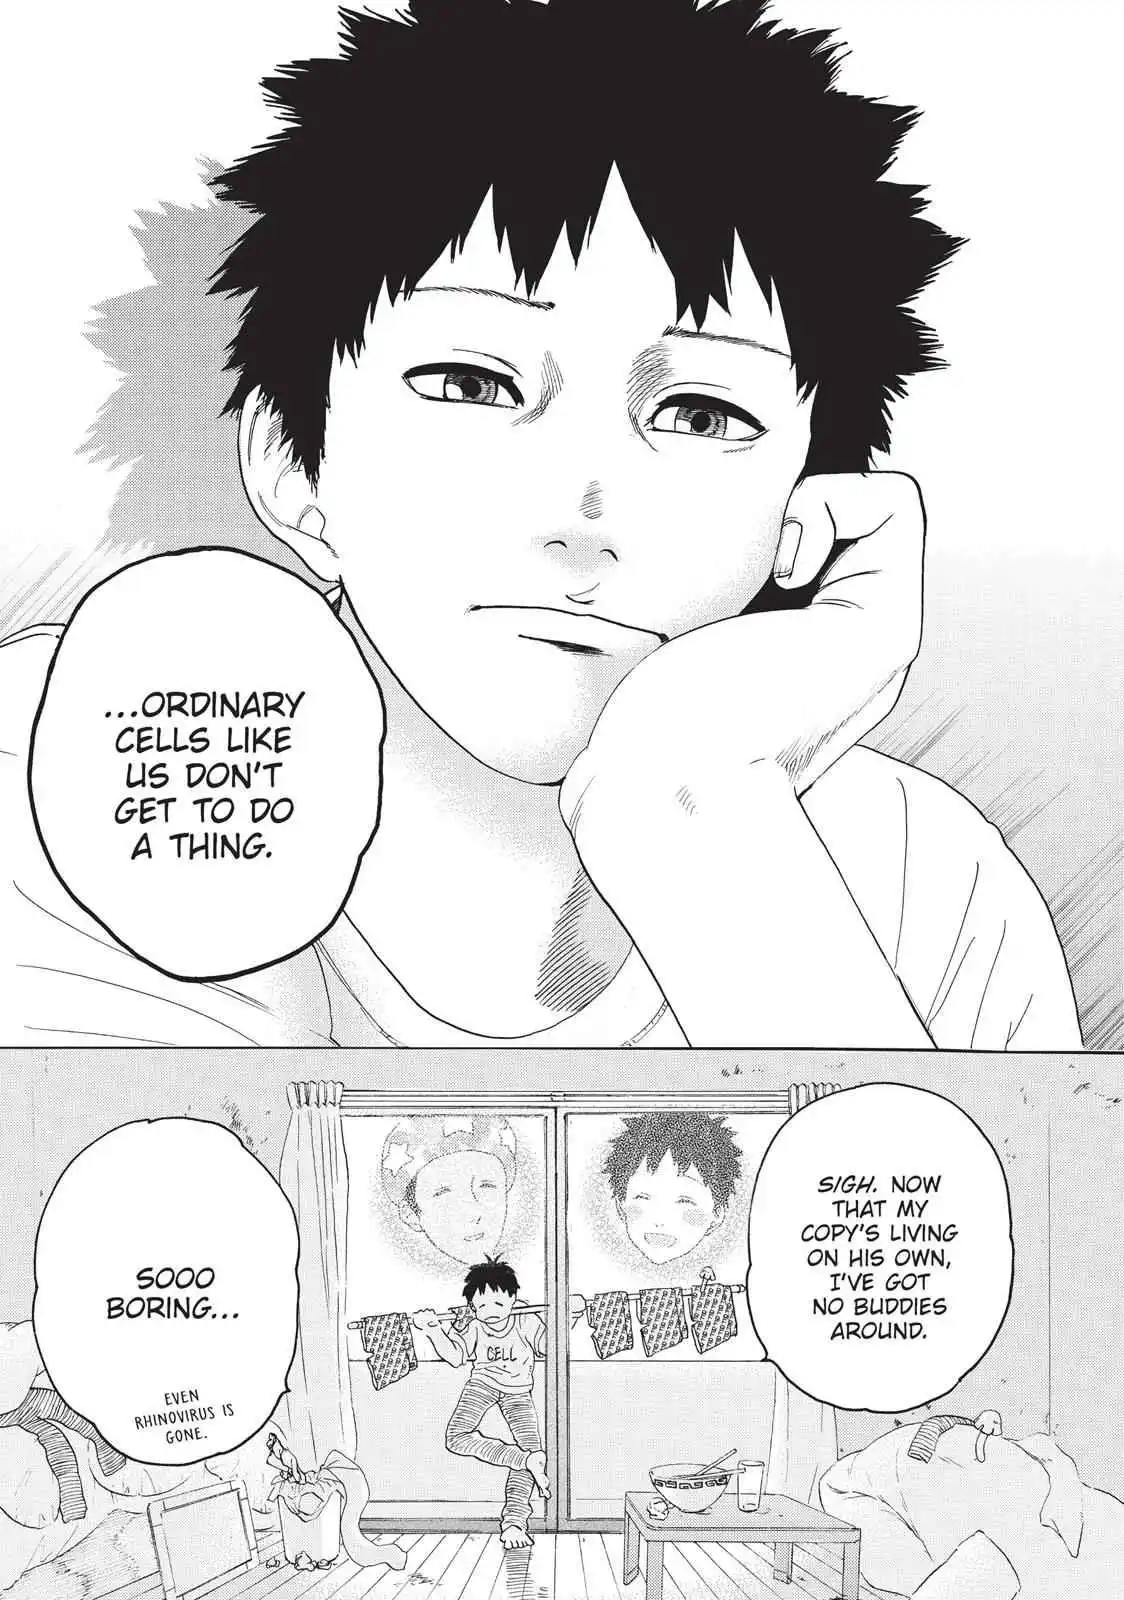 ...ORDINARY
CELLS LIKE
US DON'T
GET TO DO
A THING.
SIGH. NOW
THAT MY
COPY'S LIVING
ON HIS OWN,
I'VE GOT
NO BUDDIES
AROUND.
CELL
SOOO
BORING...
EVEN
RHINOVIRUS IS
GONE.